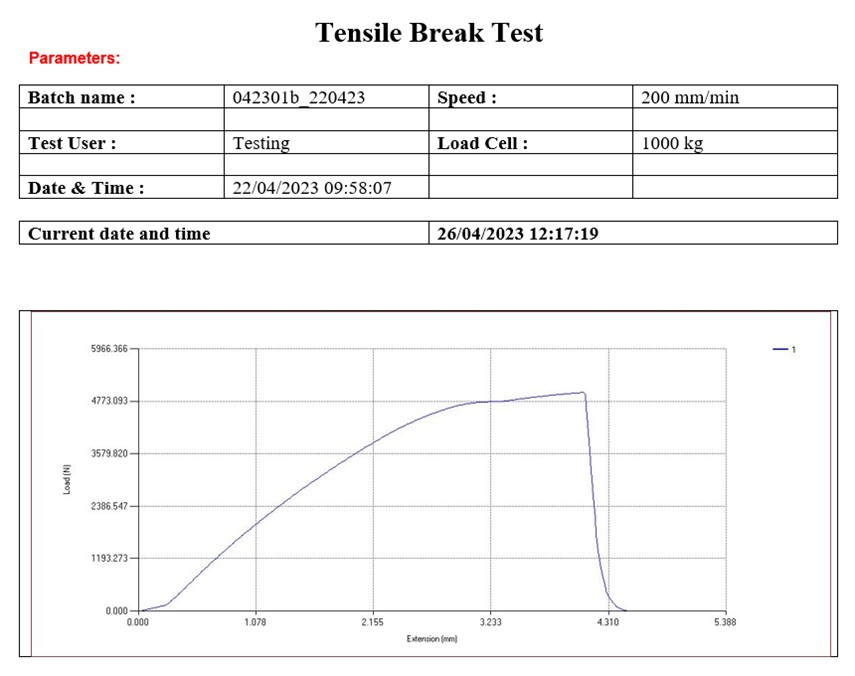 Tensile Break Test
Parameters:
Batch name : 042301b_220423 Speed : 200 mm/min
Test User : Testing Load Cell : 1000 kg
Date & Time : 22/04/2023 09:58:07
Current date and time 26/04/2023 12:17:19
5966.366
1
4773.093
3579.820
Load (N)
2386.547
1193.273
0.000
0.000 1.078 2.155 3.233 4.310 5.388
Extension (mm)